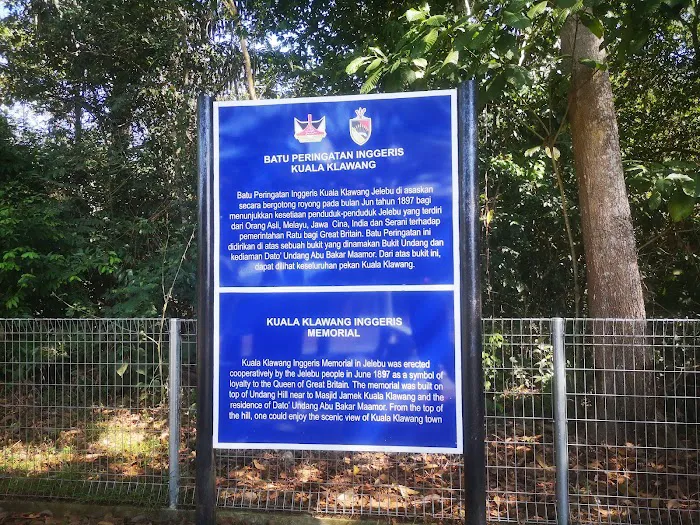 BATU PERINGATAN INGGERIS
KUALA KLAWANG
Batu Peringatan Inggeris Kuala Klawang Jelebu di asaskan
secara bergotong royong pada bulan Jun tahun 1897 bagi
menunjukkan kesetiaan penduduk-penduduk Jelebu yang terdiri
dari Orang Asli, Melayu, Jawa Cina, India dan Serani terhadap
pemerintahan Ratu bagi Great Britain. Batu Peringatan ini
didirikan di atas sebuah bukit yang dinamakan Bukit Undang dan
kediaman Dato' Undang Abu Bakar Maamor. Dari atas bukit ini,
dapat dilihat keseluruhan pekan Kuala Klawang.
KUALA KLAWANG INGGERIS
MEMORIAL
Kuala Klawang Inggeris Memorial in Jelebu was erected
cooperatively by the Jelebu people in June 1897 as a symbol of
loyalty to the Queen of Great Britain. The memorial was built on
top of Undang Hill near to Masjid Jamek Kuala Klawang and the
residence of Dato' Undang Abu Bakar Maamor. From the top of
the hill, one could enjoy the scenic view of Kuala Klawang town